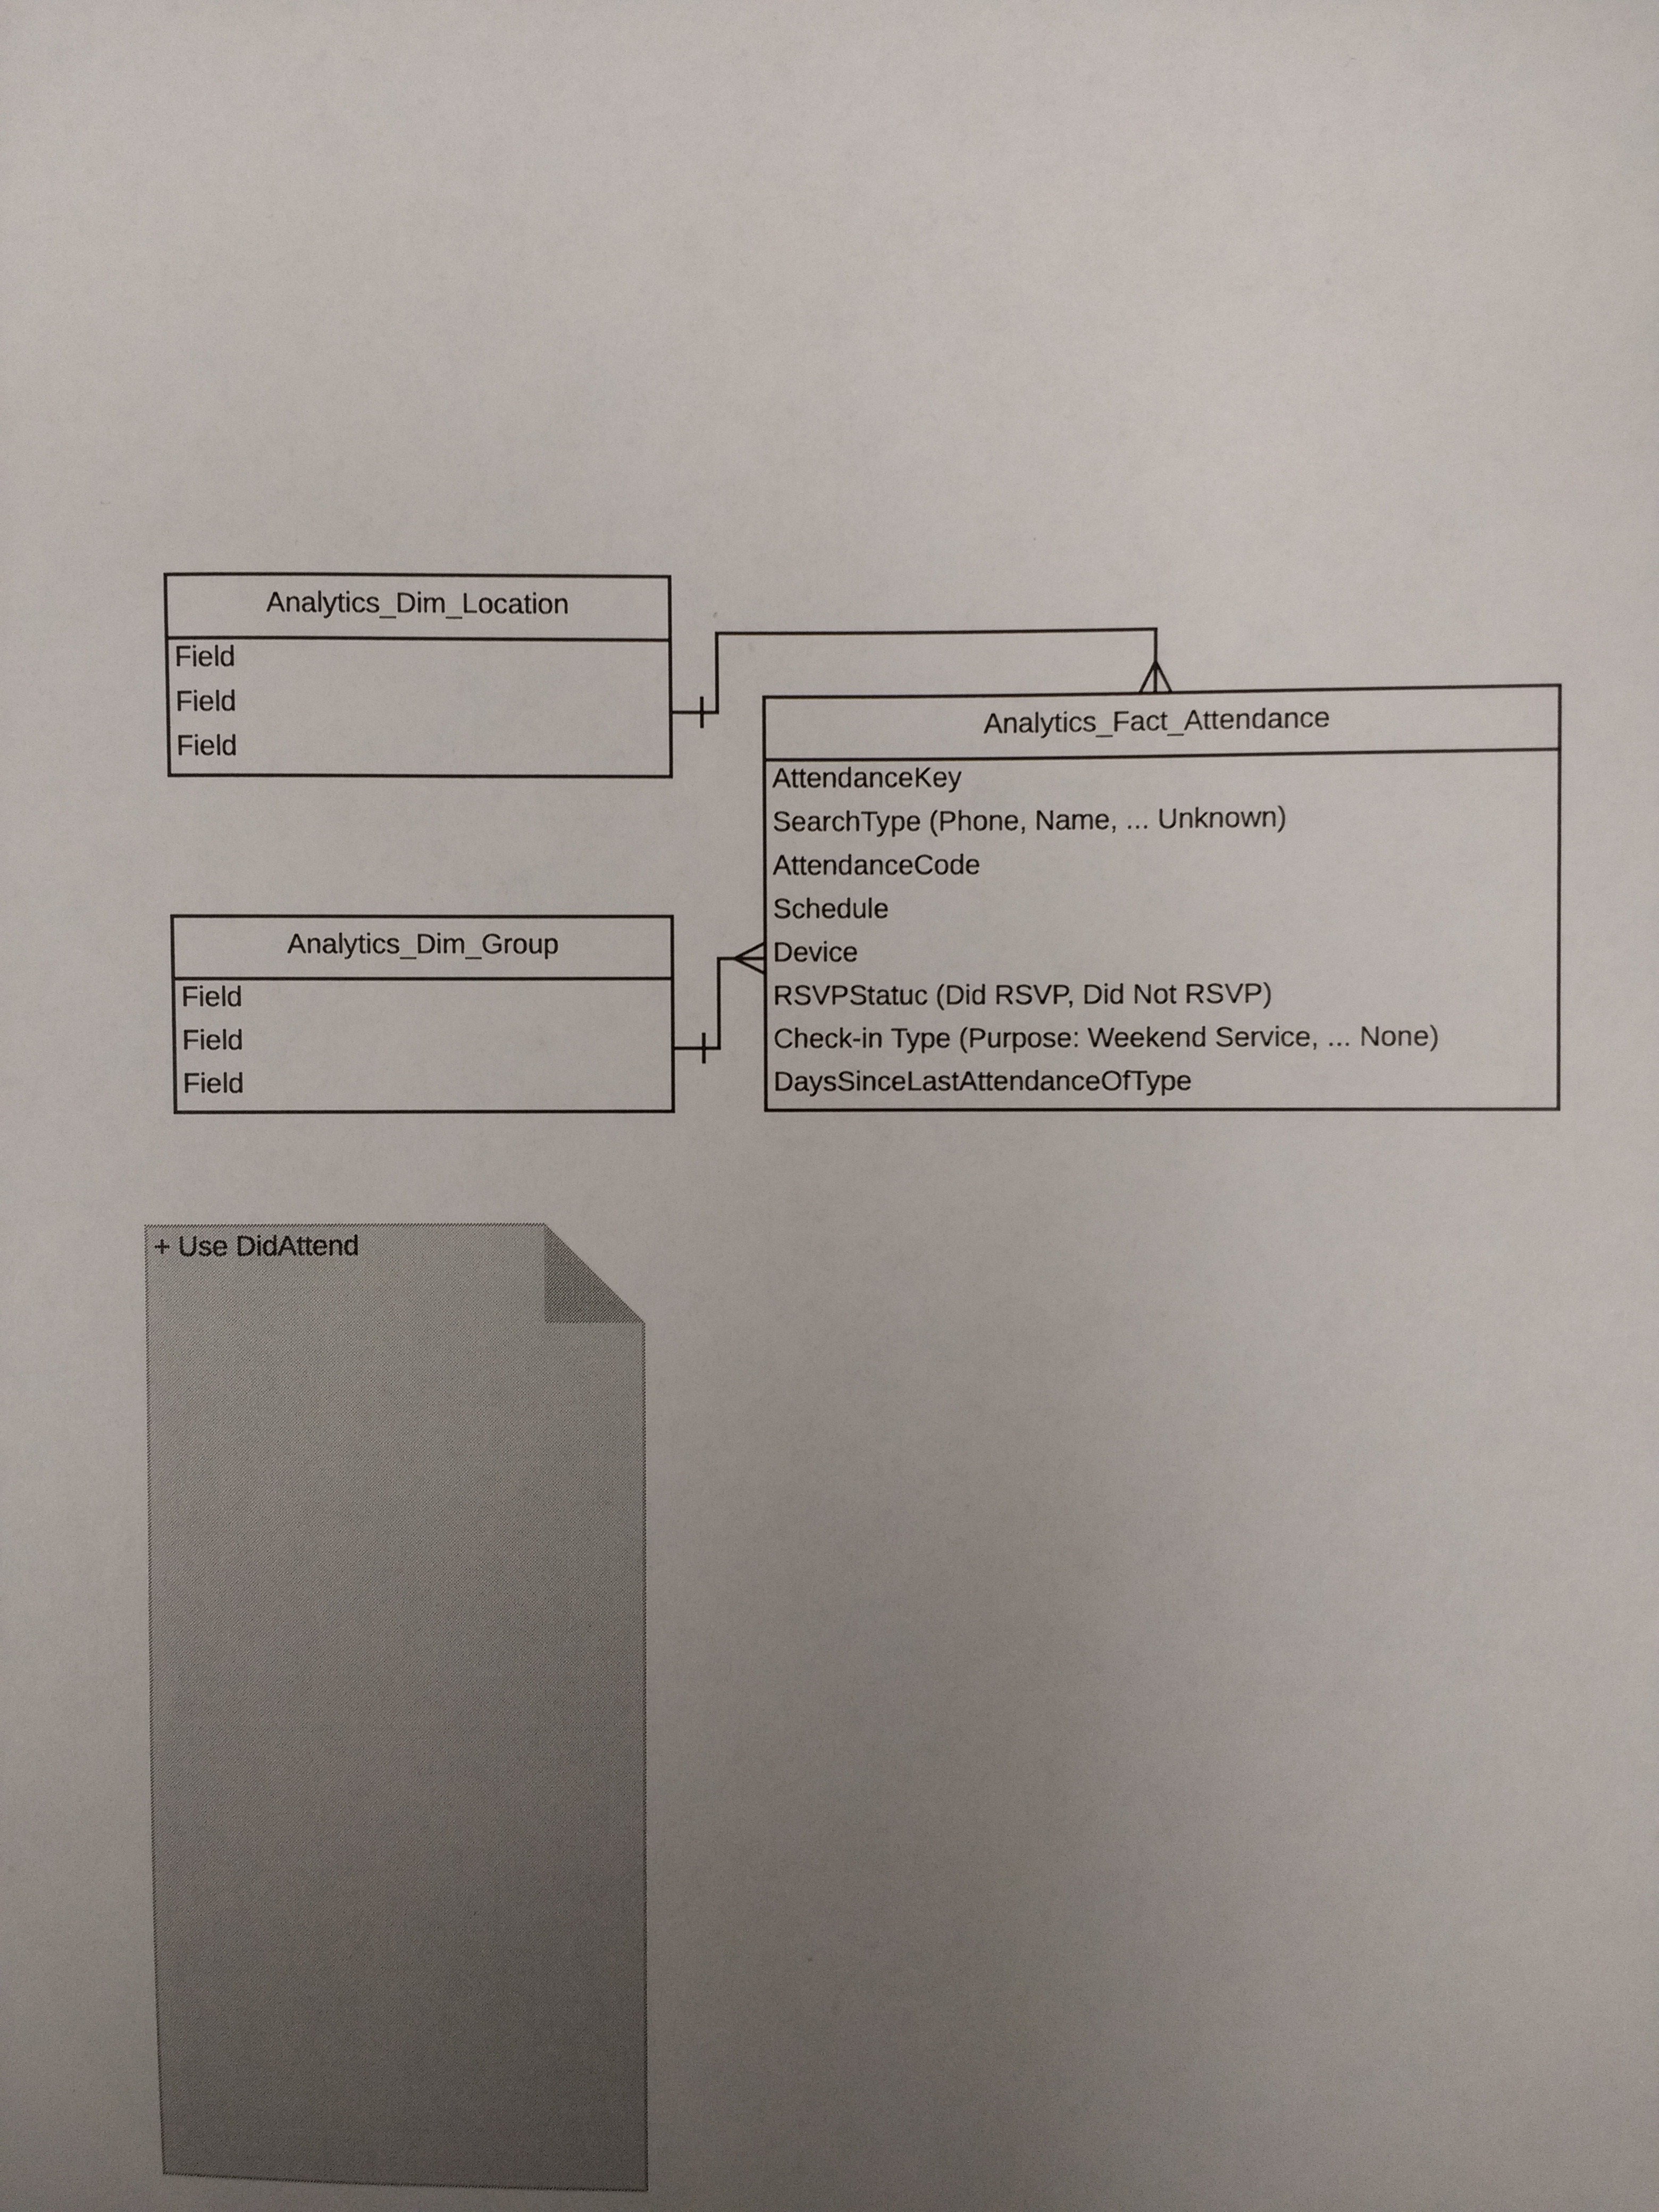 Analytics_Dim_Location
Field
Field
Field
Analytics_Fact_Attendance
AttendanceKey
SearchType (Phone, Name, ... Unknown)
AttendanceCode
Schedule
Device
RSVPStatuc (Did RSVP, Did Not RSVP)
Check-in Type (Purpose: Weekend Service, ... None)
DaysSinceLastAttendanceOfType
Analytics_Dim_Group
Field
Field
Field
+ Use DidAttend